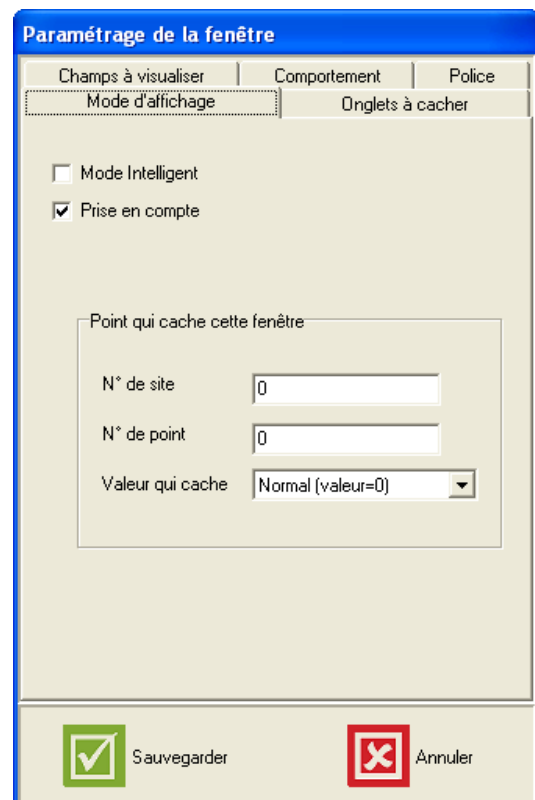 Paramétrage de la fenêtre
Champs à visualiser
Comportement
Police
Mode d'affichage
Onglets à cacher
Mode Intelligent
Prise en compte
Point qui cache cette fenêtre
N° de site
0
N° de point
0
Valeur qui cache
Normal (valeur=0)
Sauvegarder
Annuler